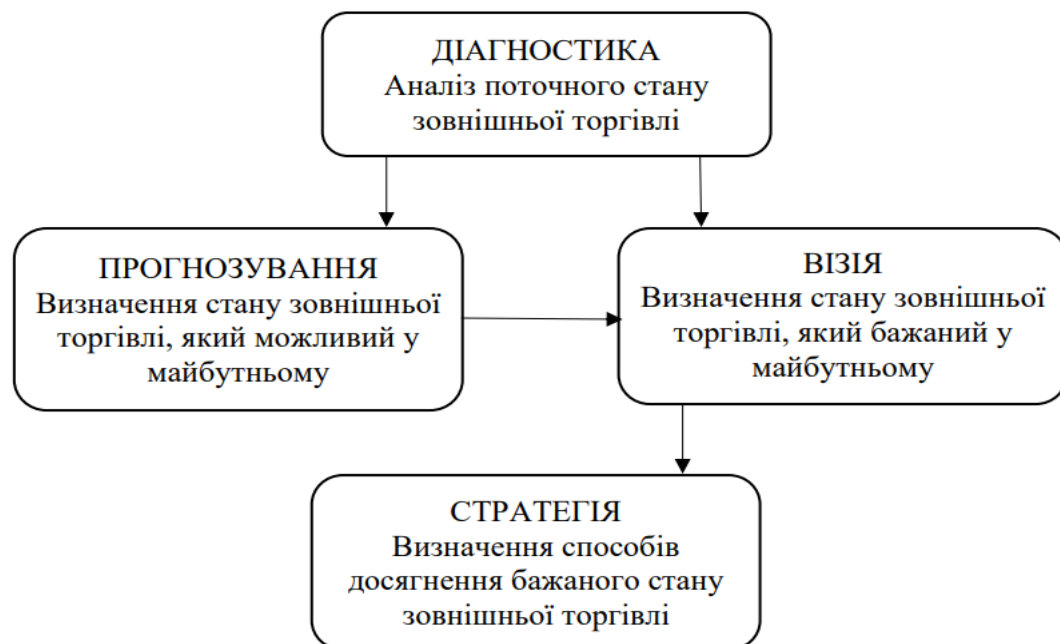 ДІАГНОСТИКА
Аналіз поточного стану
зовнішньої торгівлі
ПРОГНОЗУВАННЯ
Визначення стану зовнішньої
торгівлі, який можливий у
майбутньому
ВІЗІЯ
Визначення стану зовнішньої
торгівлі, який бажаний у
майбутньому
СТРАТЕГІЯ
Визначення способів
досягнення бажаного стану
зовнішньої торгівлі